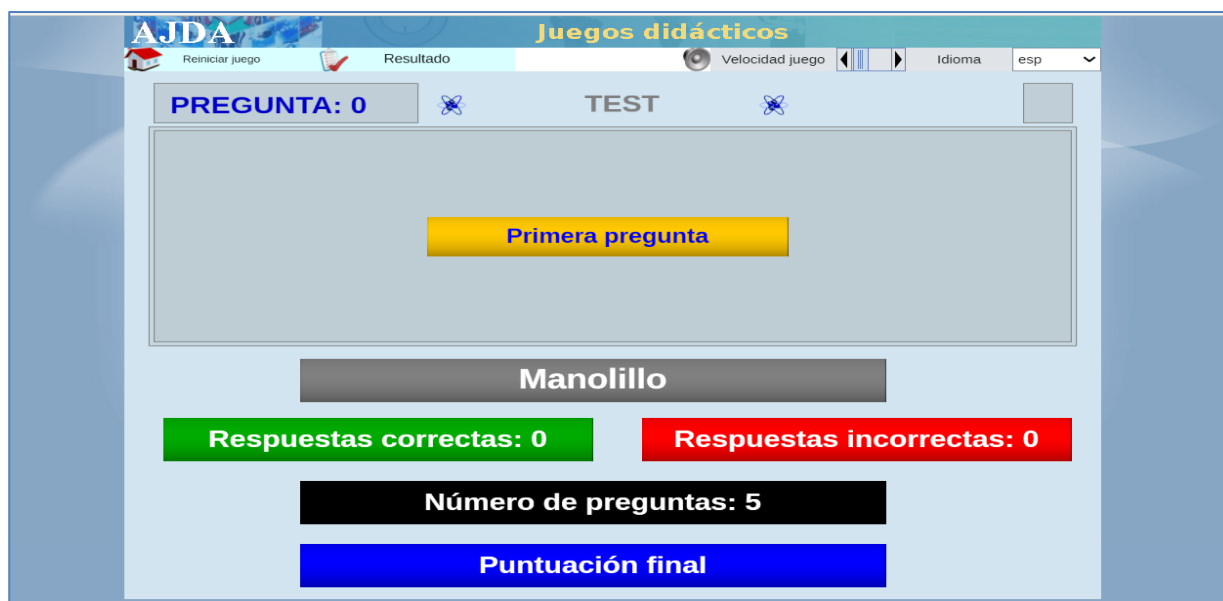 AJDA Juegos didácticos
Reiniciar juego Resultado Velocidad juego Idioma esp
PREGUNTA: 0 TEST
Primera pregunta
Manolillo
Respuestas correctas: 0 Respuestas incorrectas: 0
Número de preguntas: 5
Puntuación final